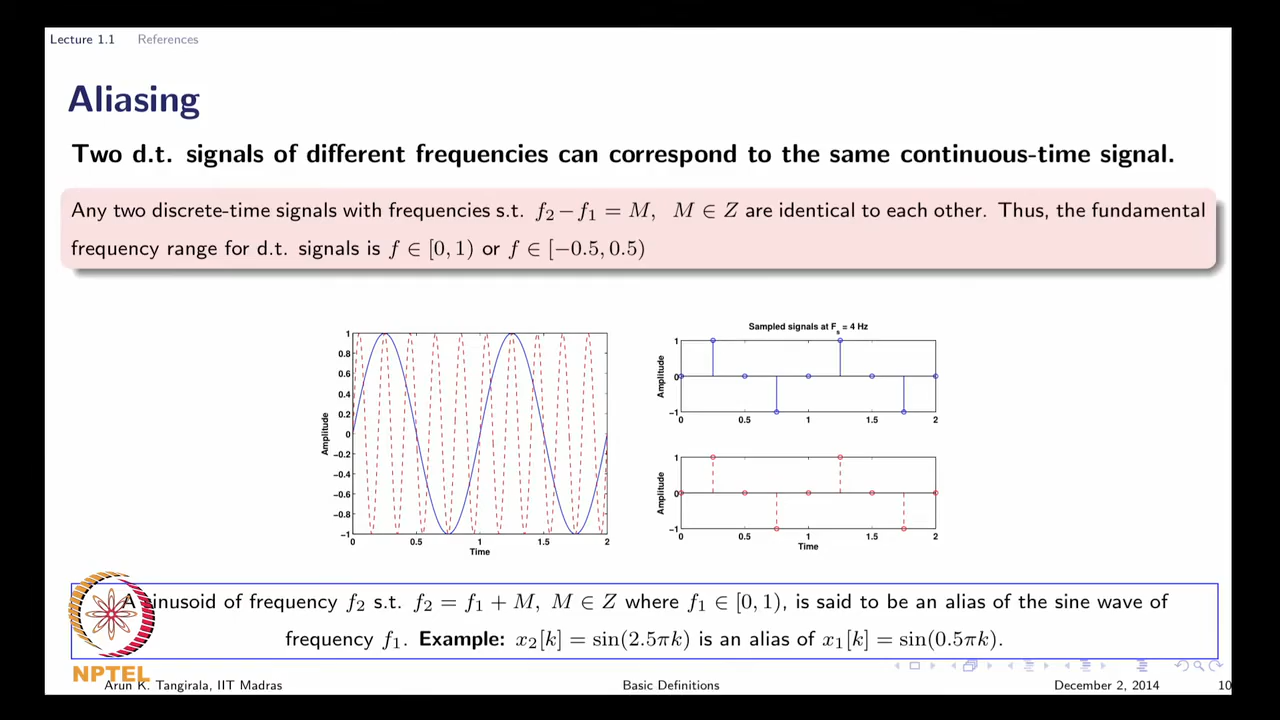 Lecture 1.1 References
Aliasing
Two d.t. signals of different frequencies can correspond to the same continuous-time signal.
Any two discrete-time signals with frequencies s.t. f₂ − f₁ = M, M ∈ Z are identical to each other. Thus, the fundamental
frequency range for d.t. signals is f ∈ [0, 1) or f ∈ [−0.5, 0.5)
1
0.8
0.6
0.4
0.2
0
−0.2
−0.4
−0.6
−0.8
−1
Amplitude
0 0.5 1 1.5 2
Time
Sampled signals at Fₛ = 4 Hz
1
0
−1
Amplitude
0 0.5 1 1.5 2
1
0
−1
Amplitude
0 0.5 1 1.5 2
Time
A sinusoid of frequency f₂ s.t. f₂ = f₁ + M, M ∈ Z where f₁ ∈ [0, 1), is said to be an alias of the sine wave of
frequency f₁. Example: x₂[k] = sin(2.5πk) is an alias of x₁[k] = sin(0.5πk).
NPTEL
Arun K. Tangirala, IIT Madras Basic Definitions December 2, 2014 10